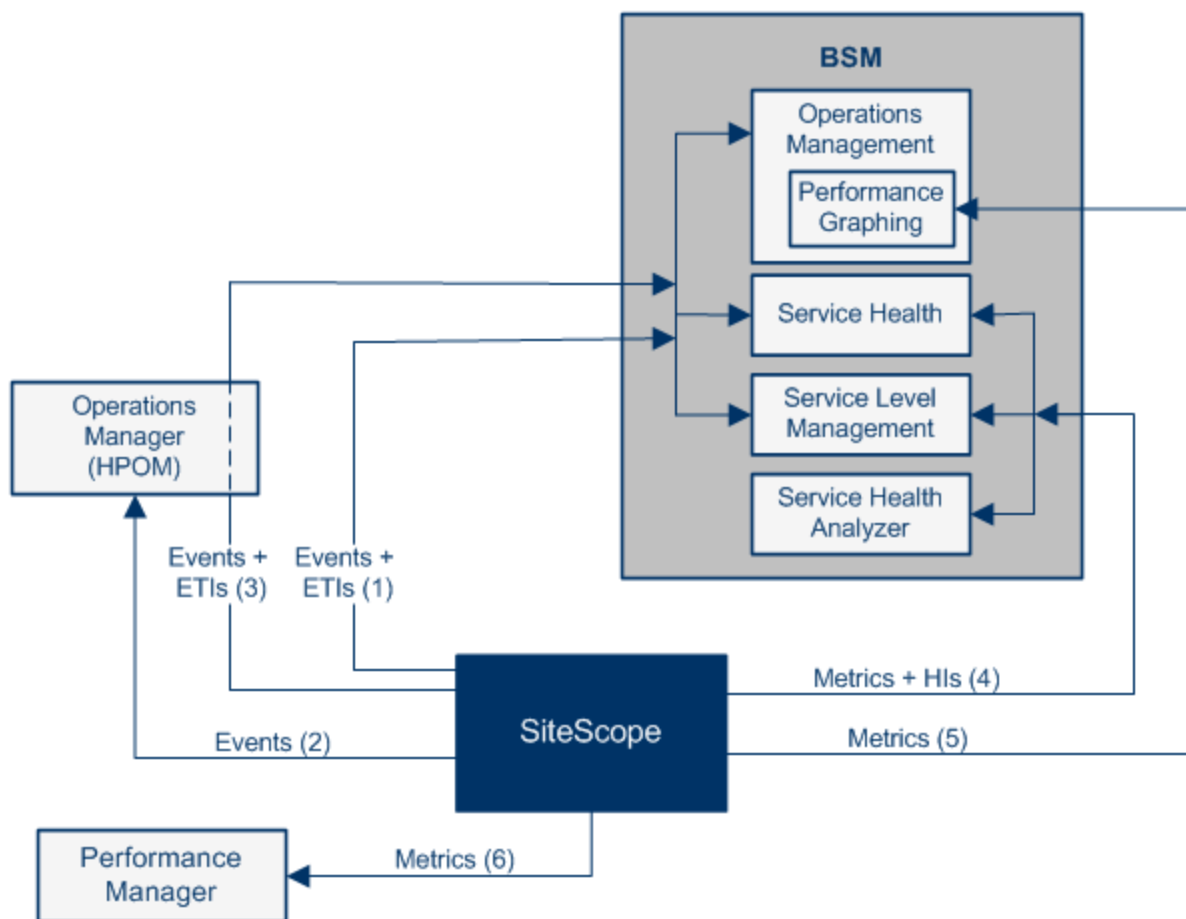 BSM
Operations
Management
Performance
Graphing
Service Health
Service Level
Management
Service Health
Analyzer
Operations
Manager
(HPOM)
Events +
ETIs (3)
Events +
ETIs (1)
SiteScope
Metrics + HIs (4)
Metrics (5)
Events (2)
Metrics (6)
Performance
Manager